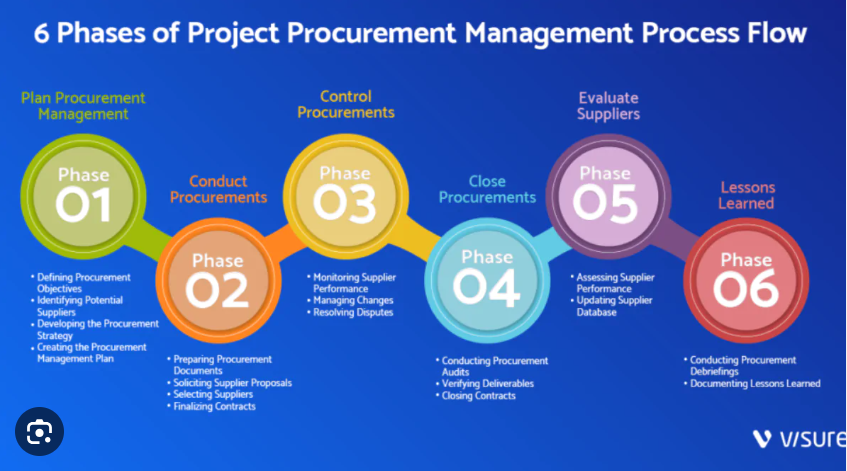 6 Phases of Project Procurement Management Process Flow
Plan Procurement
Management
Phase
01
• Defining Procurement
Objectives
• Identifying Potential
Suppliers
• Developing the Procurement
Strategy
• Creating the Procurement
Management Plan
Conduct
Procurements
Phase
02
• Preparing Procurement
Documents
• Soliciting Supplier Proposals
• Selecting Suppliers
• Finalizing Contracts
Control
Procurements
Phase
03
• Monitoring Supplier
Performance
• Managing Changes
• Resolving Disputes
Close
Procurements
Phase
04
• Conducting Procurement
Audits
• Verifying Deliverables
• Closing Contracts
Evaluate
Suppliers
Phase
05
• Assessing Supplier
Performance
• Updating Supplier
Database
Lessons
Learned
Phase
06
• Conducting Procurement
Debriefings
• Documenting Lessons Learned
VISURE